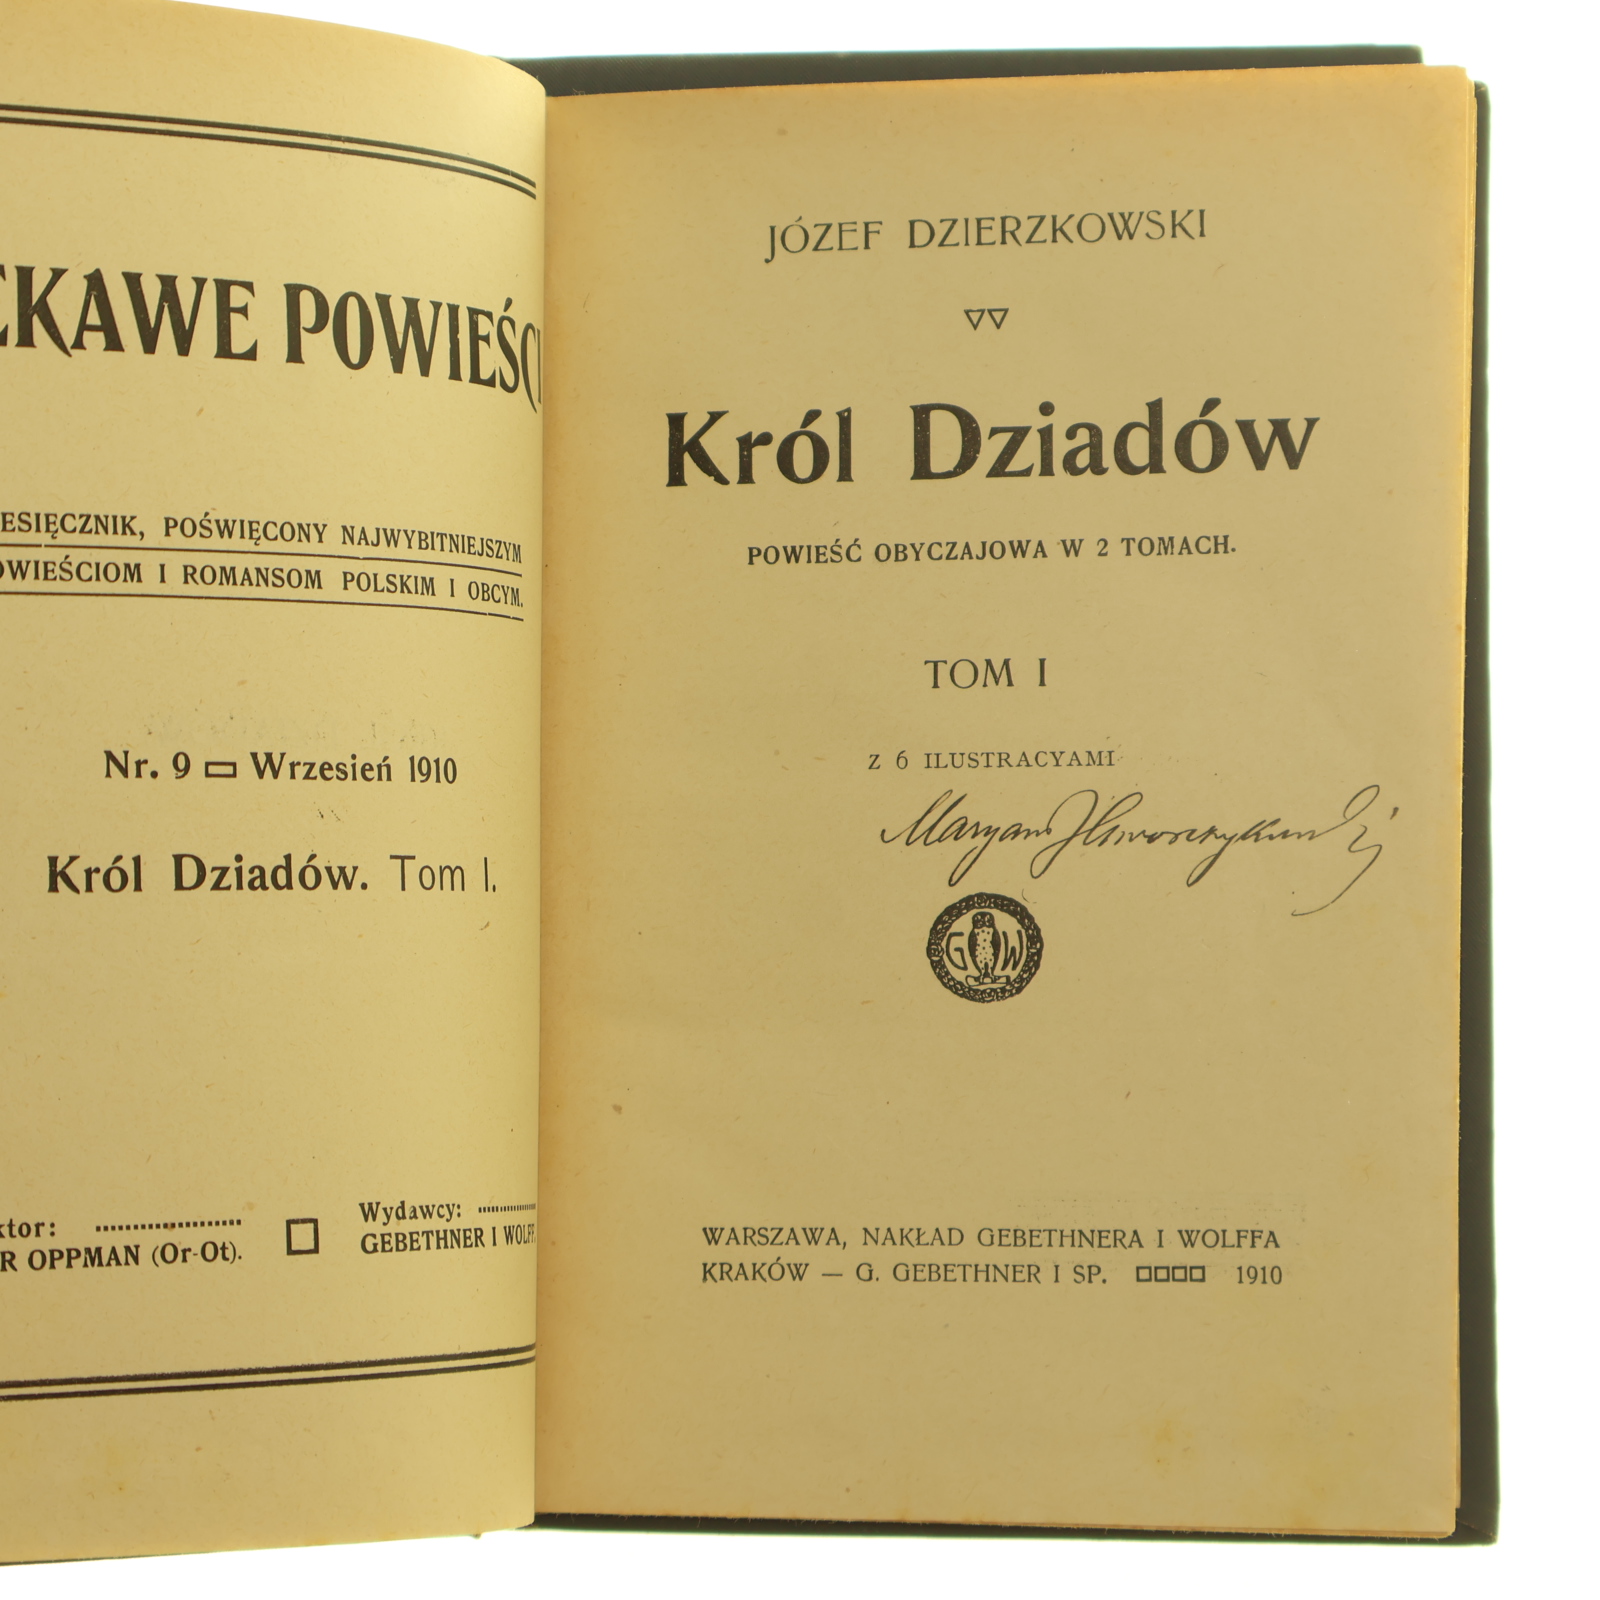 EKAWE POWIEŚCI
ESIĘCZNIK, POŚWIĘCONY NAJWYBITNIEJSZYM
OWIEŚCIOM I ROMANSOM POLSKIM I OBCYM.
Nr. 9 Wrzesień 1910
Król Dziadów. Tom I.
ktor:
R OPPMAN (Or-Ot).
Wydawcy:
GEBETHNER I WOLFF
JÓZEF DZIERZKOWSKI
Król Dziadów
POWIEŚĆ OBYCZAJOWA W 2 TOMACH.
TOM I
Z 6 ILUSTRACYAMI
Maryan
G W
WARSZAWA, NAKŁAD GEBETHNERA I WOLFFA
KRAKÓW — G. GEBETHNER I SP. 1910